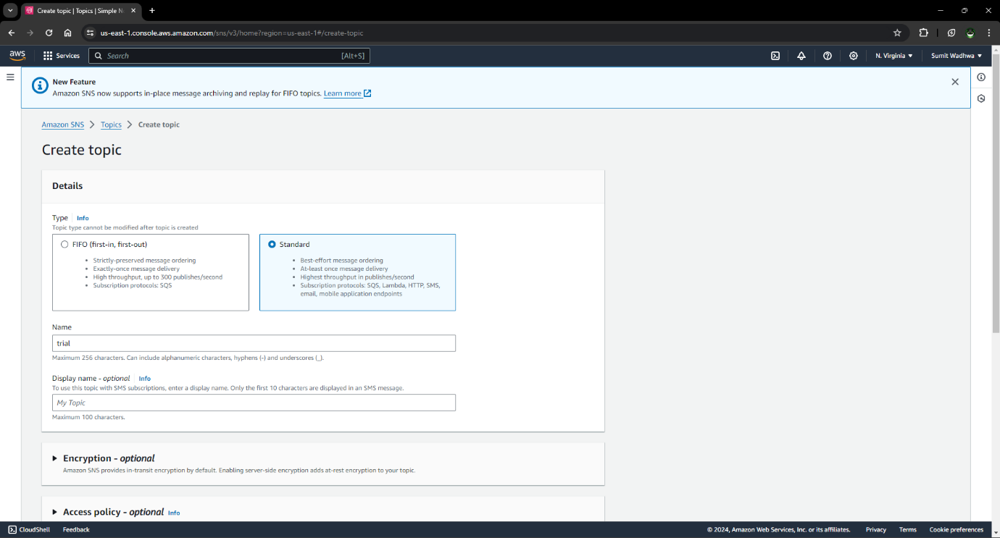 Create topic | Topics | Simple N
us-east-1.console.aws.amazon.com/sns/v3/home?region=us-east-1#/create-topic
aws Services Search [Alt+S] N. Virginia Sumit Wadhwa
New Feature
Amazon SNS now supports in-place message archiving and replay for FIFO topics. Learn more
Amazon SNS > Topics > Create topic
Create topic
Details
Type Info
Topic type cannot be modified after topic is created
FIFO (first-in, first-out)
• Strictly-preserved message ordering
• Exactly-once message delivery
• High throughput, up to 300 publishes/second
• Subscription protocols: SQS
Standard
• Best-effort message ordering
• At-least once message delivery
• Highest throughput in publishes/second
• Subscription protocols: SQS, Lambda, HTTP, SMS,
email, mobile application endpoints
Name
trial
Maximum 256 characters. Can include alphanumeric characters, hyphens (-) and underscores (_).
Display name - optional Info
To use this topic with SMS subscriptions, enter a display name. Only the first 10 characters are displayed in an SMS message.
My Topic
Maximum 100 characters.
Encryption - optional
Amazon SNS provides in-transit encryption by default. Enabling server-side encryption adds at-rest encryption to your topic.
Access policy - optional Info
CloudShell Feedback © 2024, Amazon Web Services, Inc. or its affiliates. Privacy Terms Cookie preferences